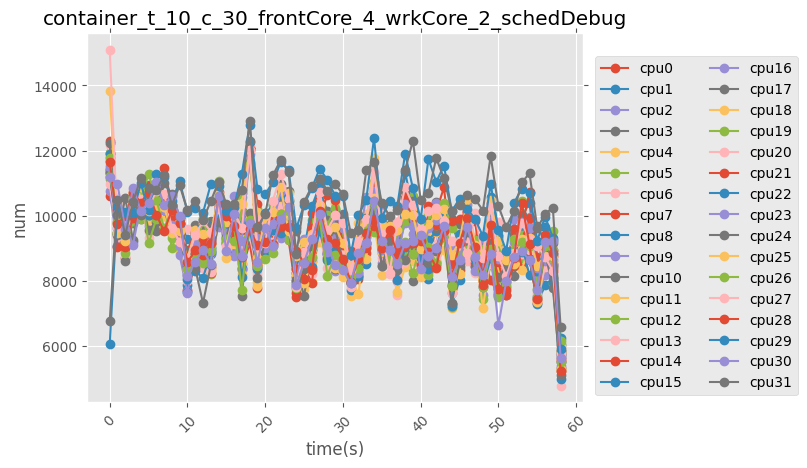 container_t_10_c_30_frontCore_4_wrkCore_2_schedDebug
num
14000
12000
10000
8000
6000
0
10
20
30
40
50
60
time(s)
cpu0
cpu1
cpu2
cpu3
cpu4
cpu5
cpu6
cpu7
cpu8
cpu9
cpu10
cpu11
cpu12
cpu13
cpu14
cpu15
cpu16
cpu17
cpu18
cpu19
cpu20
cpu21
cpu22
cpu23
cpu24
cpu25
cpu26
cpu27
cpu28
cpu29
cpu30
cpu31